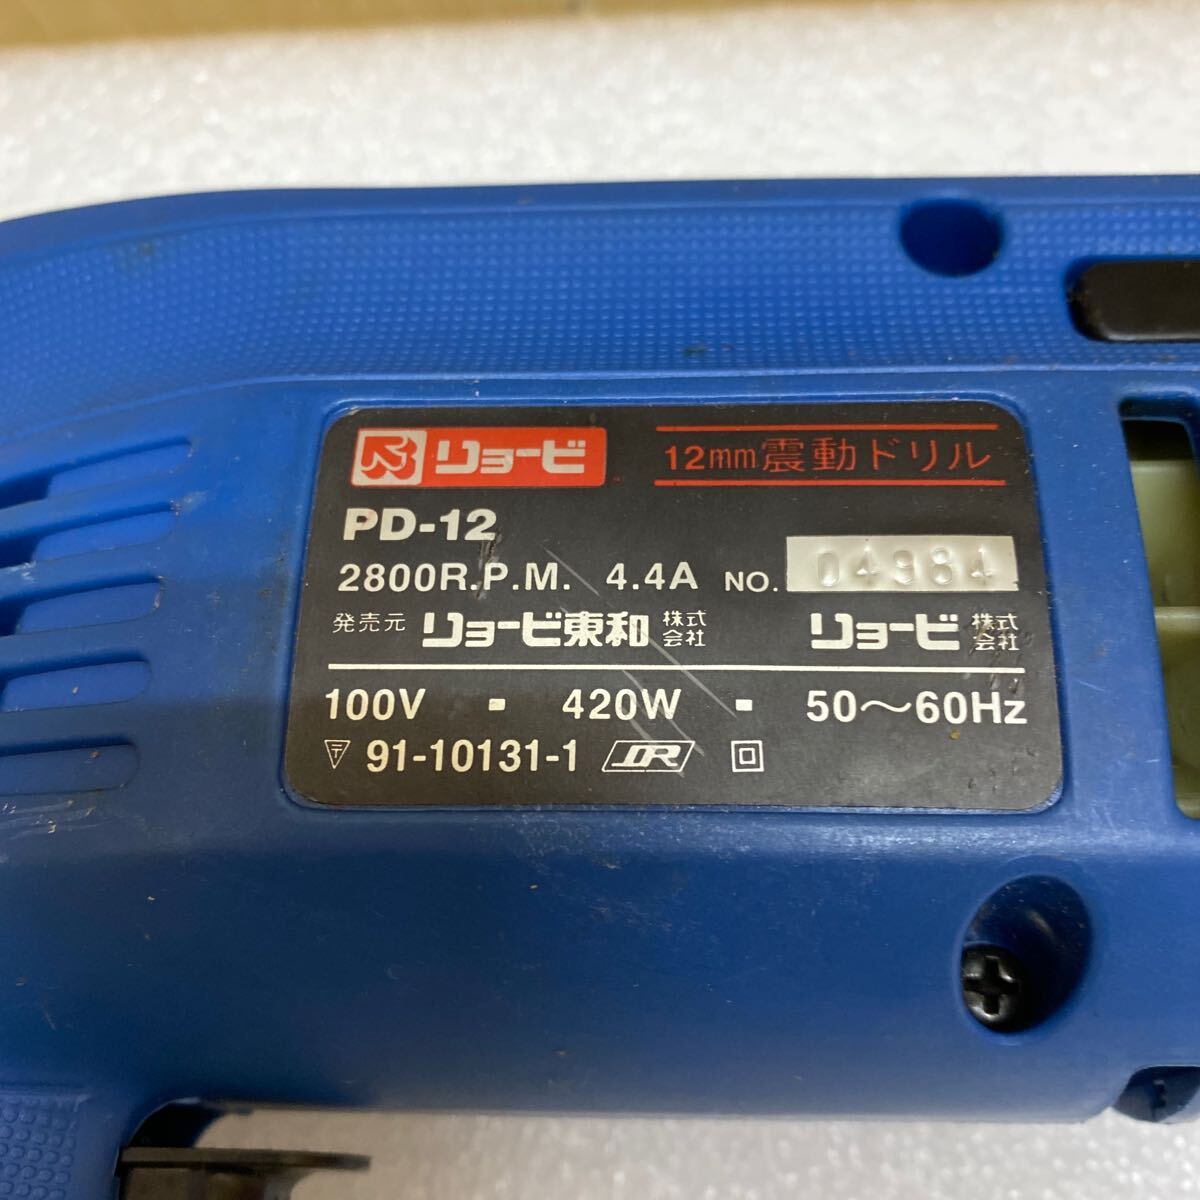 リョービ 12mm震動ドリル
PD-12
2800R.P.M. 4.4A NO. 04984
発売元 リョービ東和 株式会社 リョービ 株式会社
100V - 420W - 50～60Hz
〒 91-10131-1 JDR